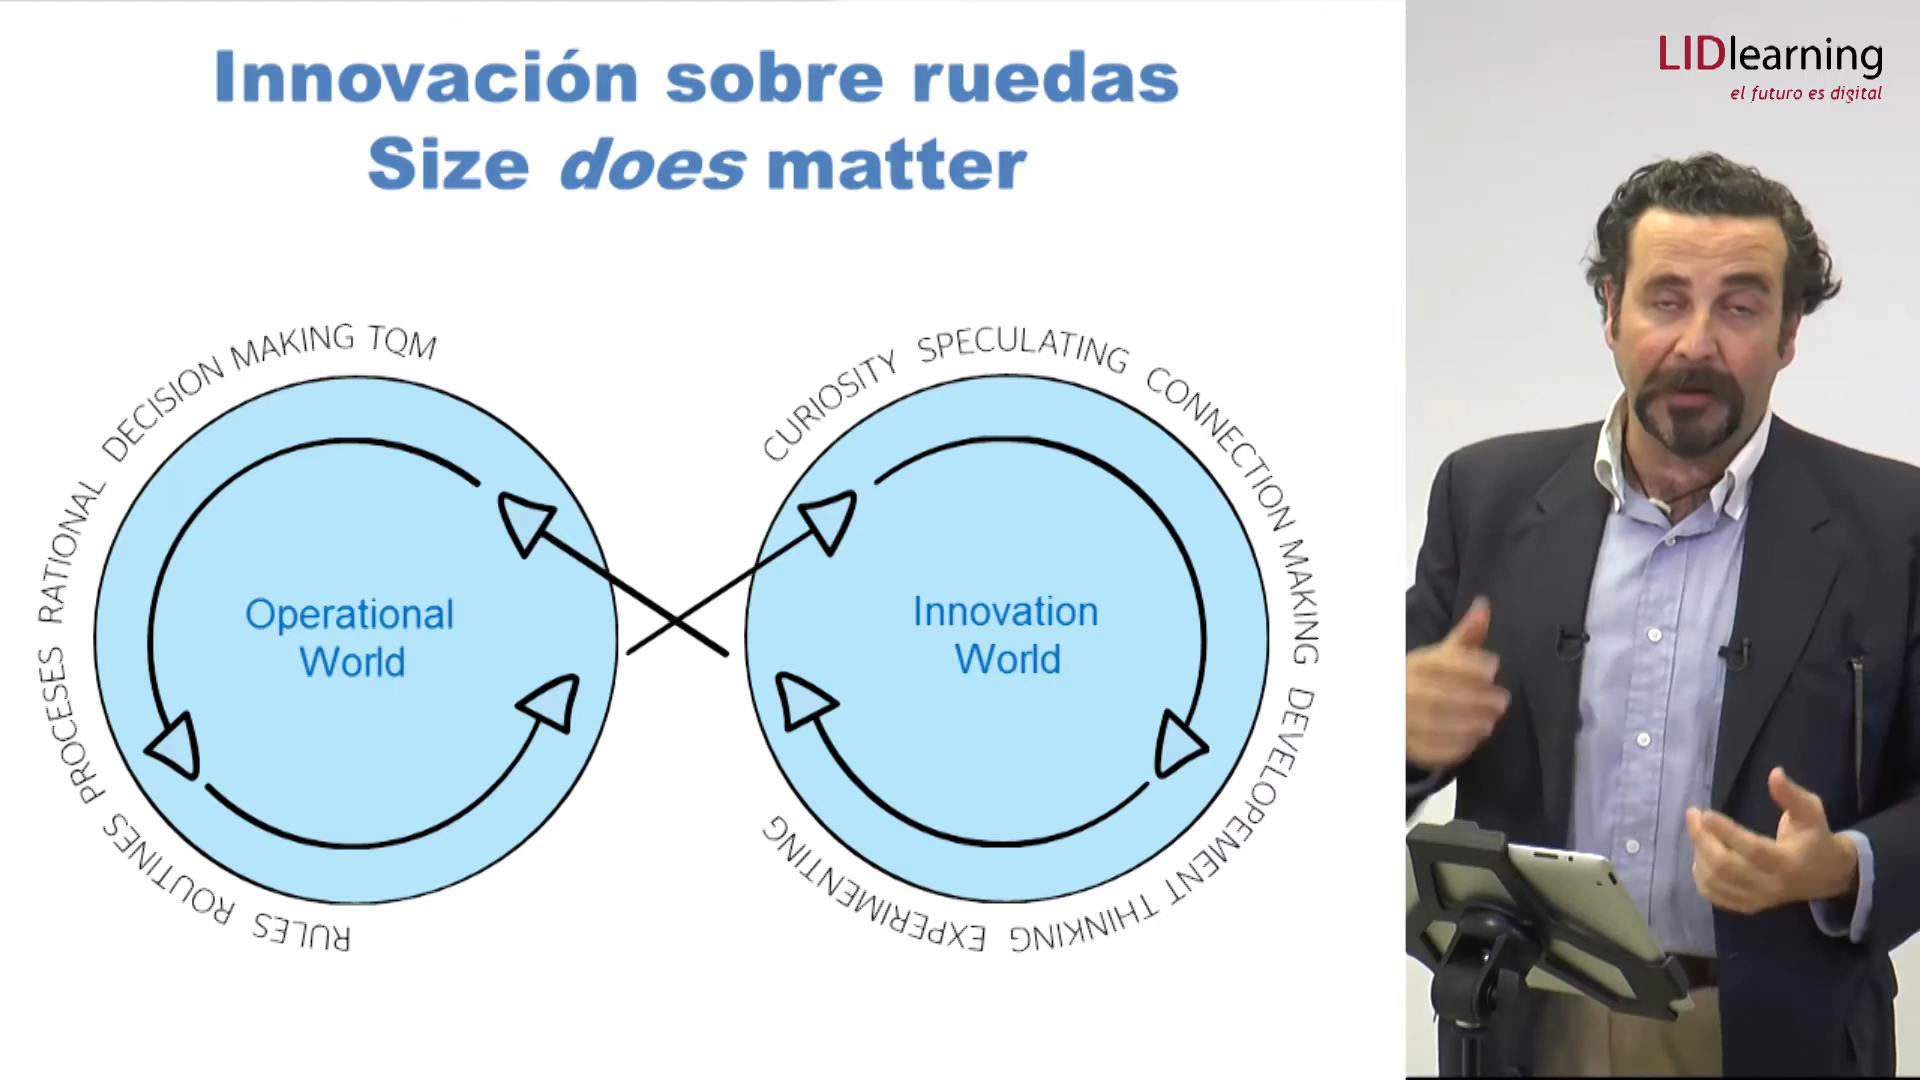 Innovación sobre ruedas
Size does matter
LIDlearning
el futuro es digital
RULES ROUTINES PROCESES RATIONAL DECISION MAKING TQM
Operational
World
CURIOSITY SPECULATING CONNECTION MAKING DEVELOPEMENT THINKING EXPERIMENTING
Innovation
World